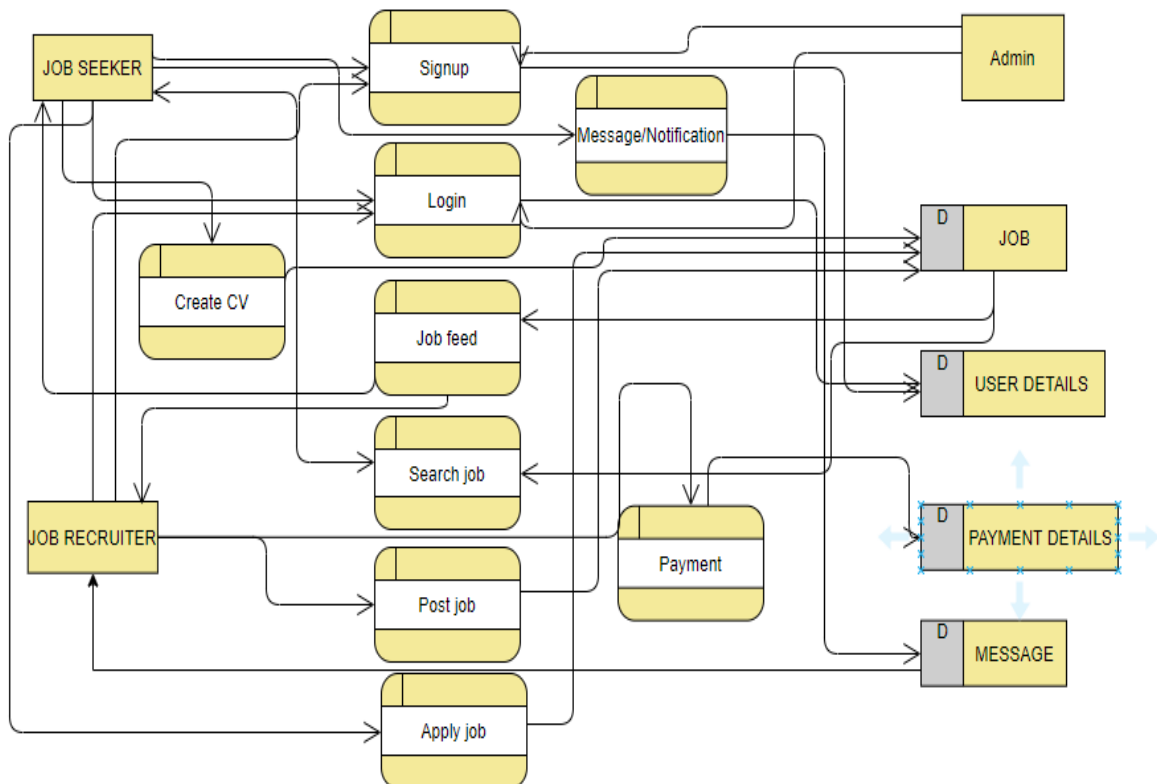 JOB SEEKER
Signup
Admin
Message/Notification
Login
D
JOB
Create CV
Job feed
D
USER DETAILS
Search job
D
PAYMENT DETAILS
JOB RECRUITER
Payment
Post job
D
MESSAGE
Apply job